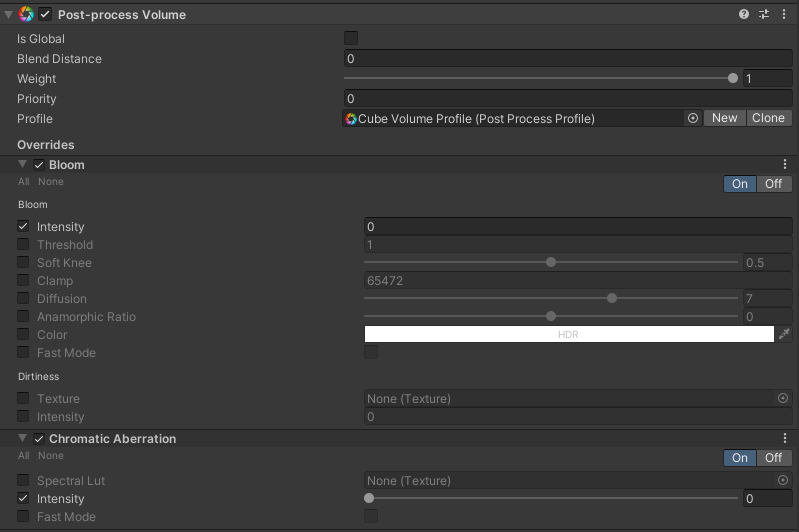 Post-process Volume
Is Global
Blend Distance 0
Weight 1
Priority 0
Profile Cube Volume Profile (Post Process Profile) New Clone
Overrides
Bloom
All None On Off
Bloom
Intensity 0
Threshold 1
Soft Knee 0.5
Clamp 65472
Diffusion 7
Anamorphic Ratio 0
Color HDR
Fast Mode
Dirtiness
Texture None (Texture)
Intensity 0
Chromatic Aberration
All None On Off
Spectral Lut None (Texture)
Intensity 0
Fast Mode